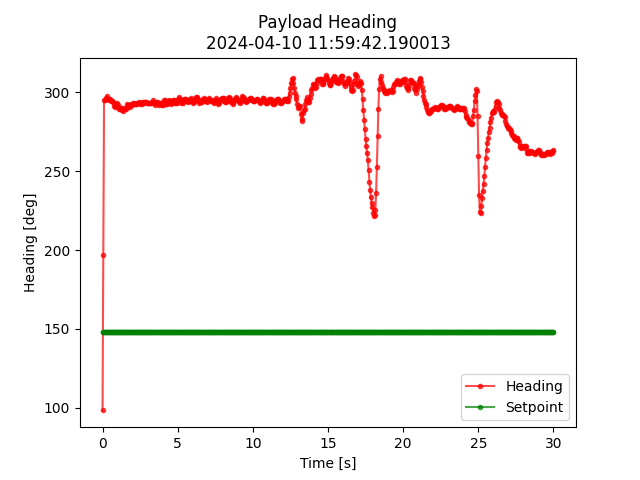 Payload Heading
2024-04-10 11:59:42.190013
Heading [deg]
300
250
200
150
100
0 5 10 15 20 25 30
Time [s]
Heading
Setpoint